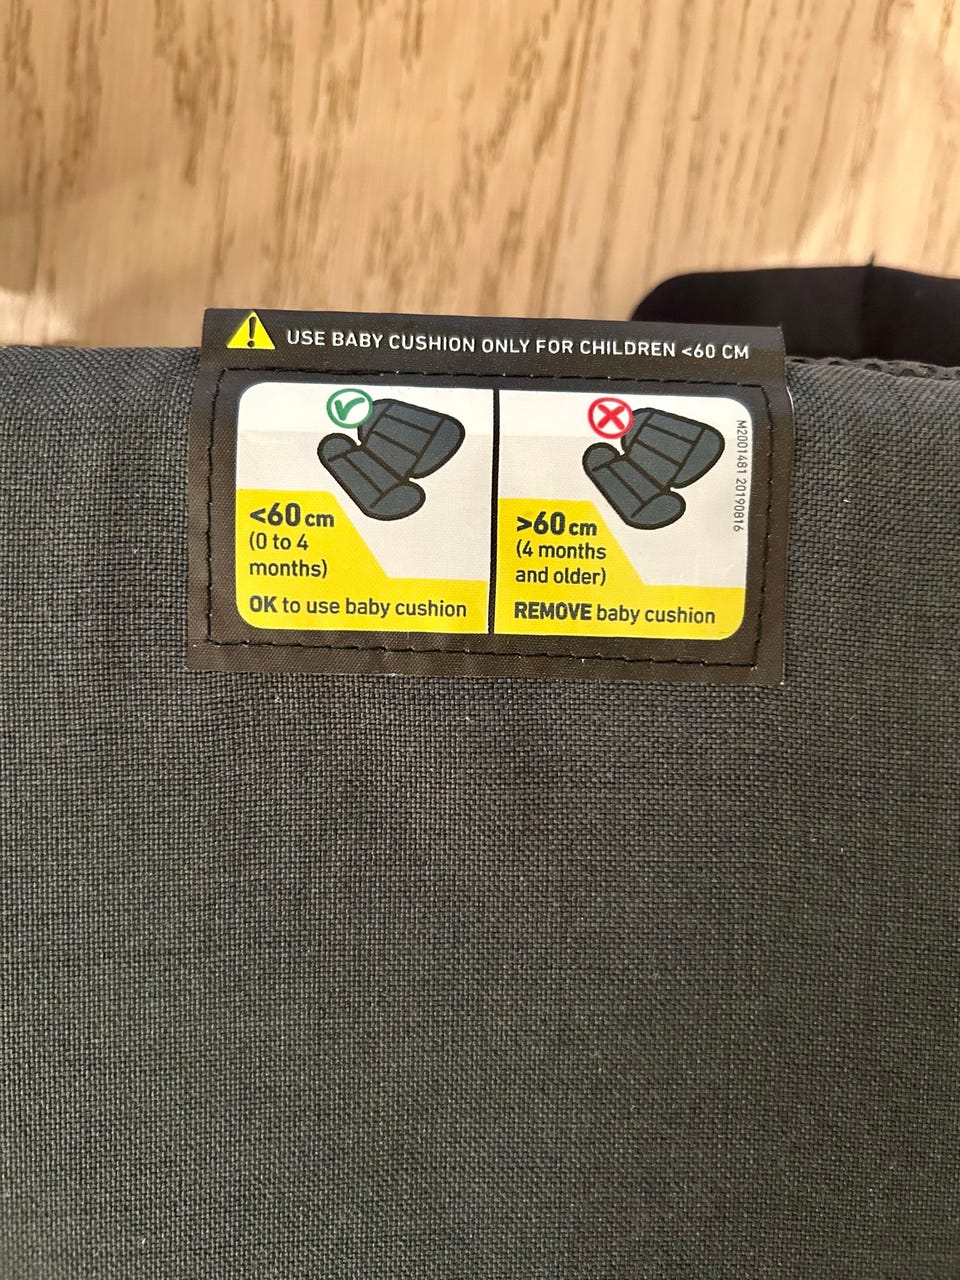 USE BABY CUSHION ONLY FOR CHILDREN <60 CM
<60 cm
(0 to 4
months)
OK to use baby cushion
>60 cm
(4 months
and older)
REMOVE baby cushion
M2001481 20190816